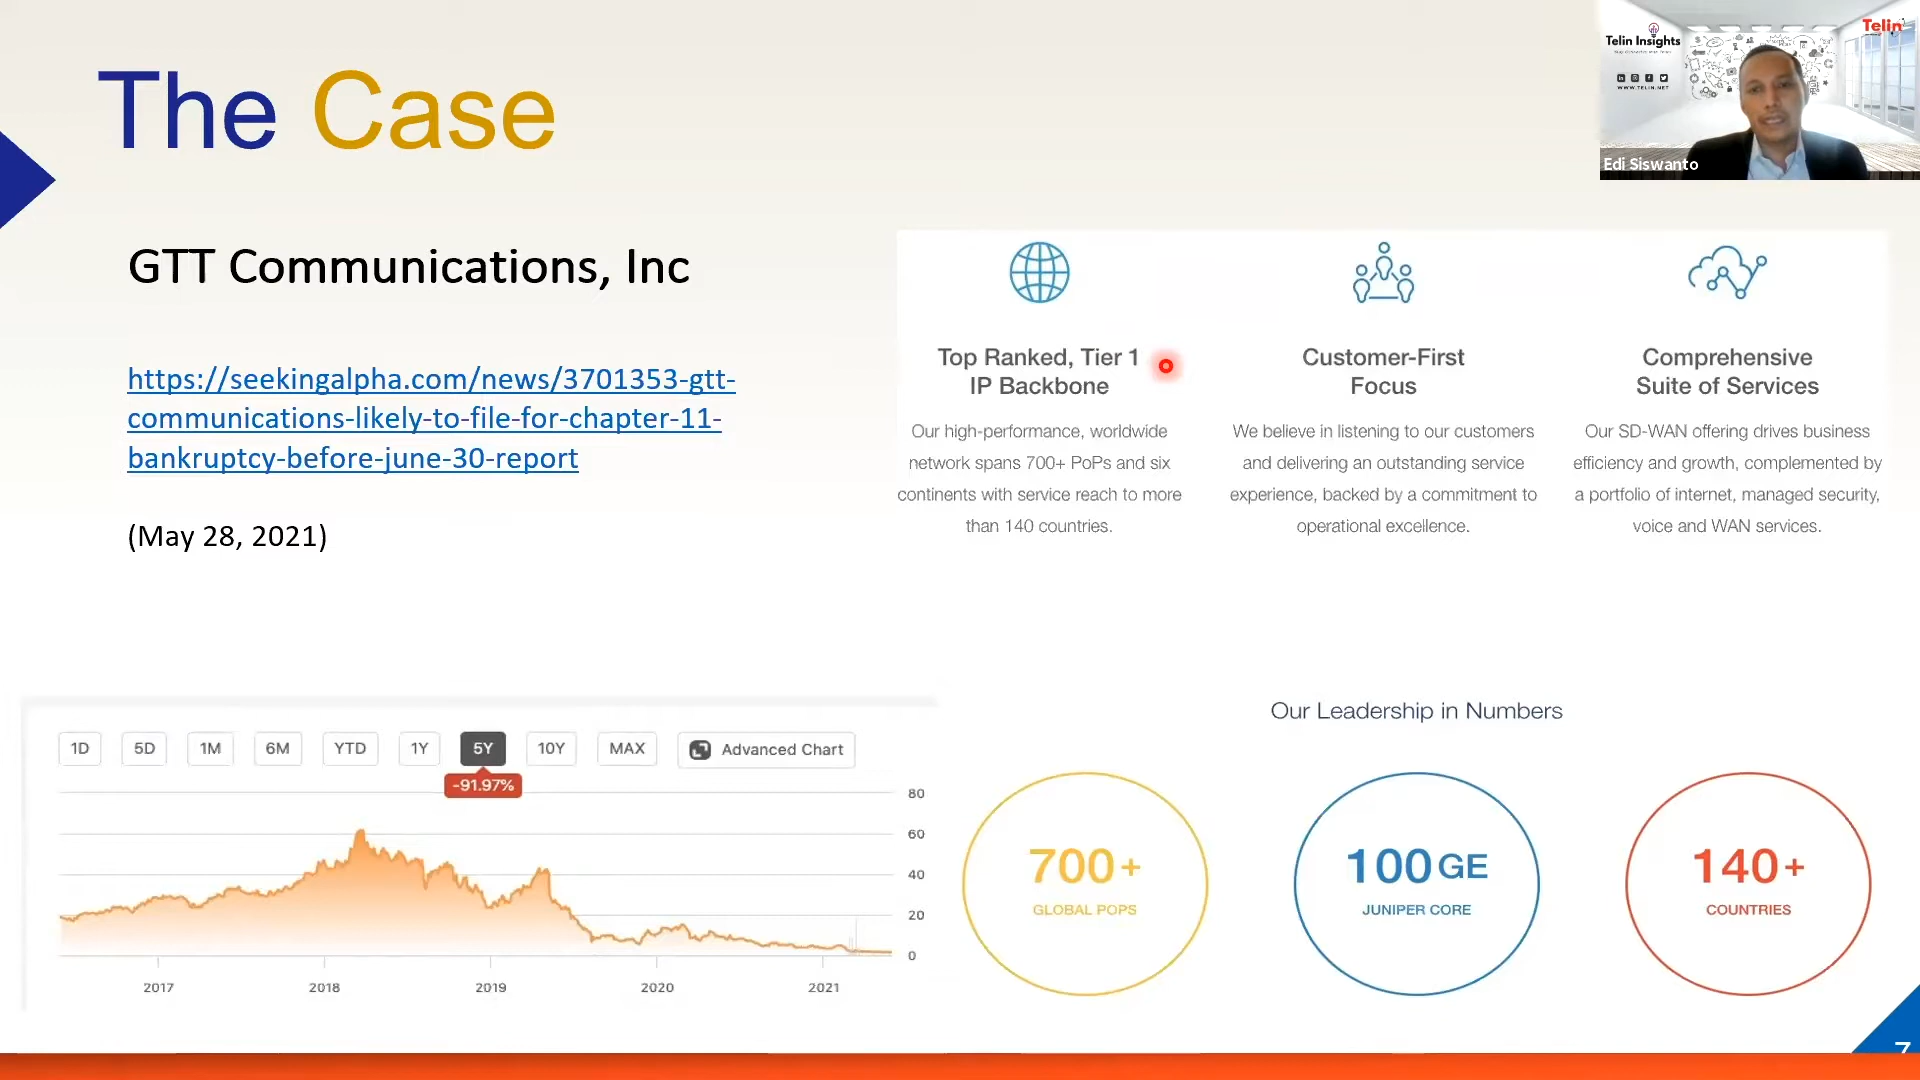 The Case
Telin Insights
WWW.TELIN.NET
Telin
Edi Siswanto
GTT Communications, Inc
https://seekingalpha.com/news/3701353-gtt-
communications-likely-to-file-for-chapter-11-
bankruptcy-before-june-30-report
(May 28, 2021)
Top Ranked, Tier 1
IP Backbone
Our high-performance, worldwide
network spans 700+ PoPs and six
continents with service reach to more
than 140 countries.
Customer-First
Focus
We believe in listening to our customers
and delivering an outstanding service
experience, backed by a commitment to
operational excellence.
Comprehensive
Suite of Services
Our SD-WAN offering drives business
efficiency and growth, complemented by
a portfolio of internet, managed security,
voice and WAN services.
1D 5D 1M 6M YTD 1Y 5Y 10Y MAX Advanced Chart
-91.97%
80
60
40
20
0
2017 2018 2019 2020 2021
Our Leadership in Numbers
700+
GLOBAL POPS
100GE
JUNIPER CORE
140+
COUNTRIES
7